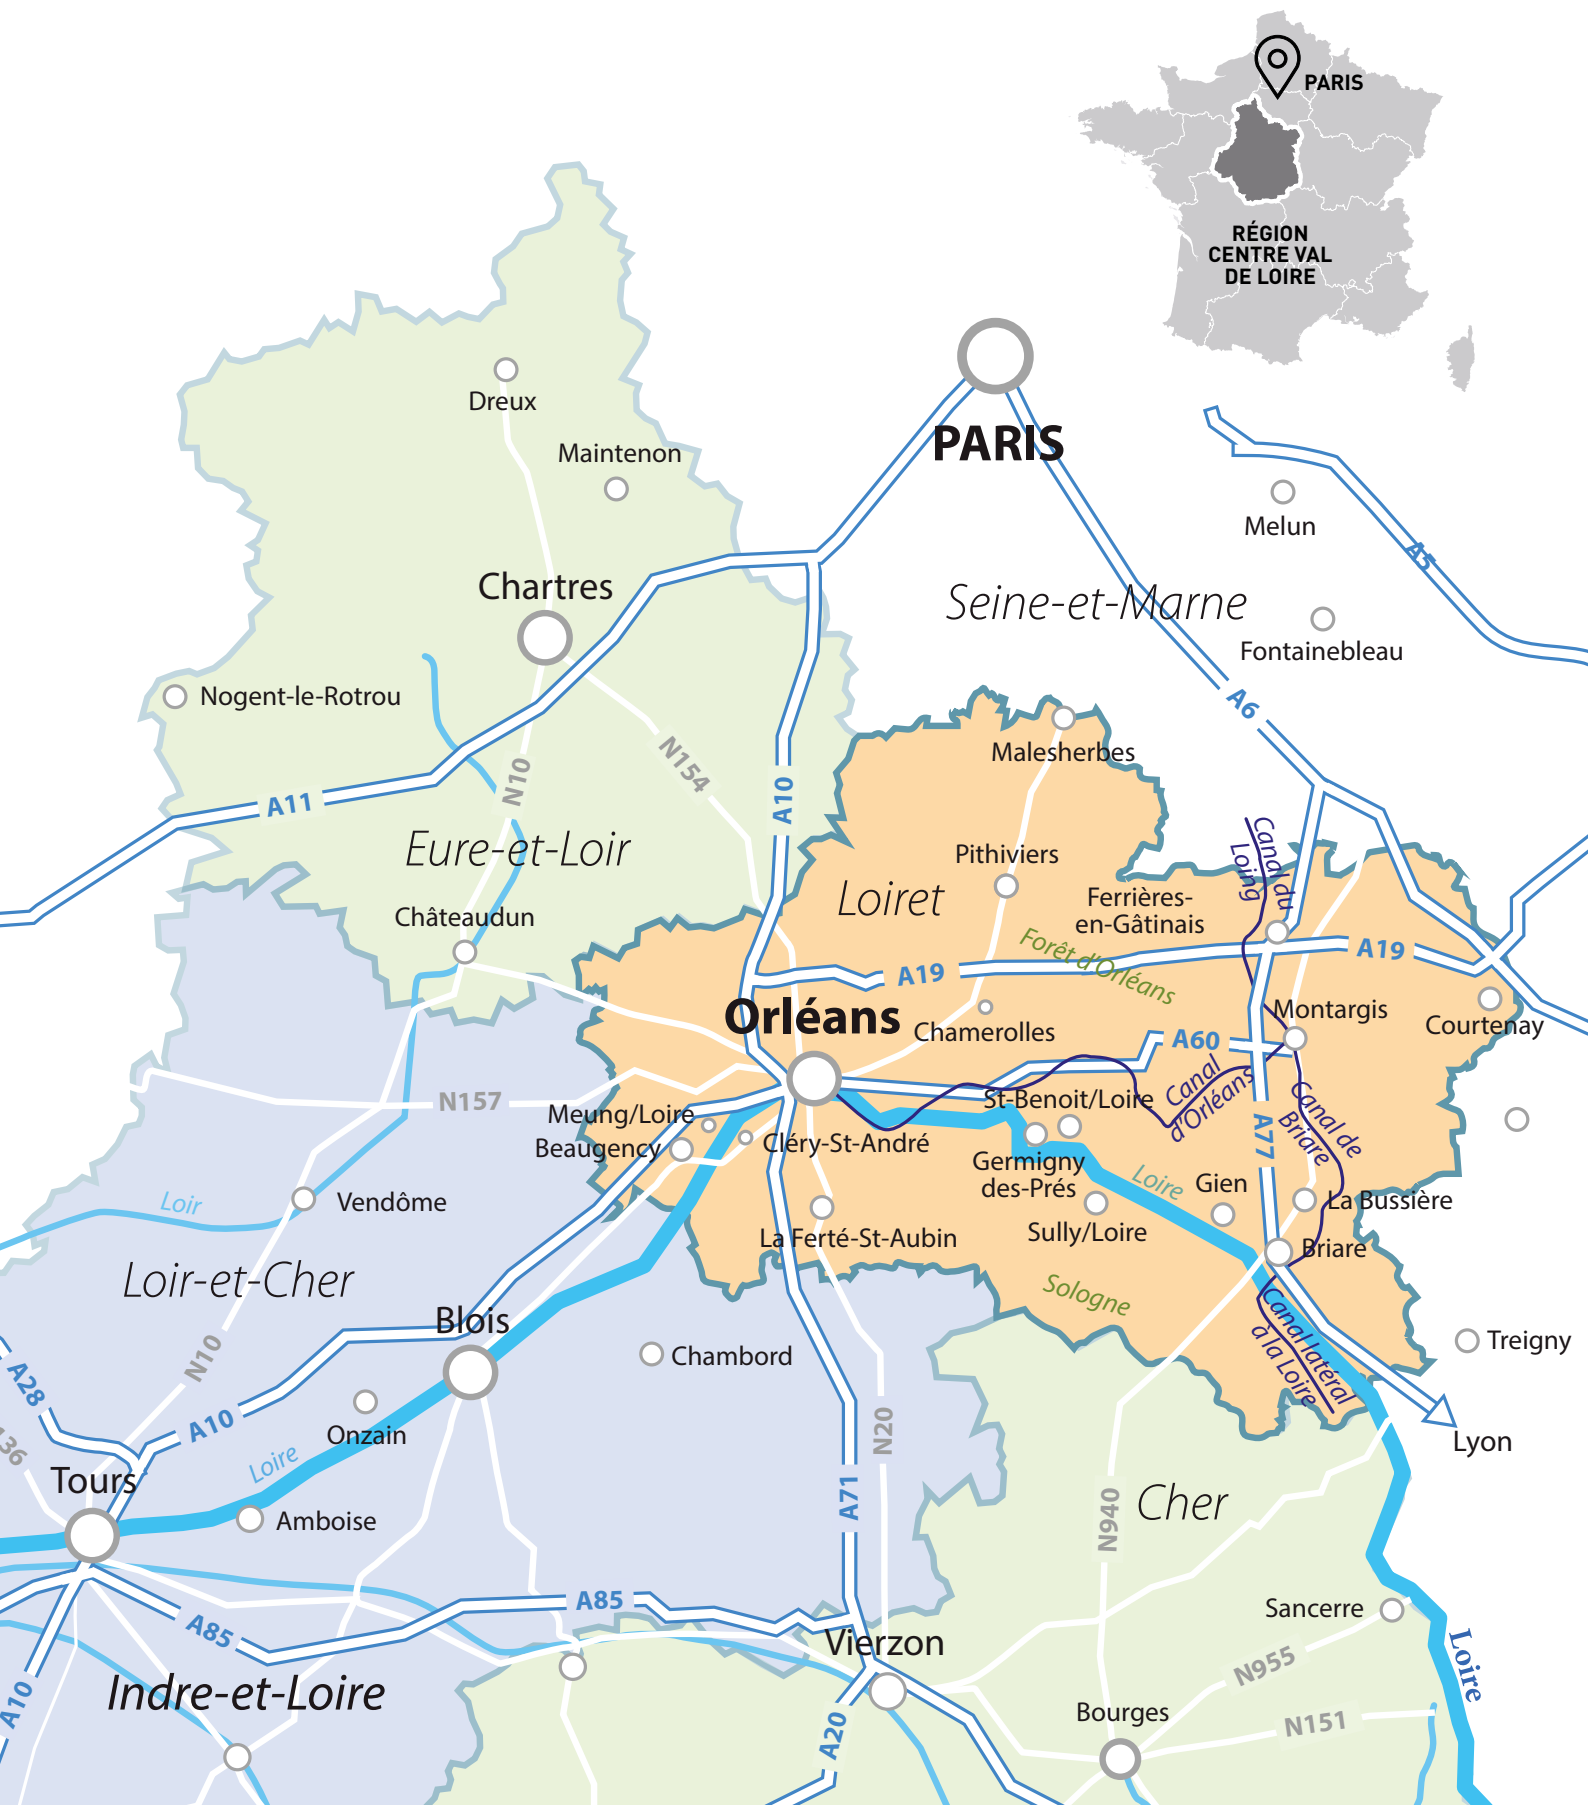 PARIS
RÉGION
CENTRE VAL
DE LOIRE
Dreux
PARIS
Maintenon
Melun
A5
Chartres
Seine-et-Marne
Fontainebleau
Nogent-le-Rotrou
A6
N154
Malesherbes
N10
A10
A11
Eure-et-Loir
Pithiviers
Canal du
Loing
Loiret
Ferrières-
en-Gâtinais
Châteaudun
Forêt d'Orléans
A19
A19
Orléans
Chamerolles
Montargis
Courtenay
A60
Canal
d'Orléans
N157
Meung/Loire
St-Benoit/Loire
Canal de
Briare
A77
Beaugency
Cléry-St-André
Germigny
des-Prés
Loire
Gien
Loir
Vendôme
La Bussière
La Ferté-St-Aubin
Sully/Loire
Briare
Loir-et-Cher
Sologne
Blois
Canal latéral
à la Loire
N10
Chambord
Treigny
A28
A10
Onzain
N20
Lyon
36
Loire
Tours
A71
Cher
N940
Amboise
A85
A85
Sancerre
Vierzon
Loire
N955
Indre-et-Loire
A10
A20
Bourges
N151